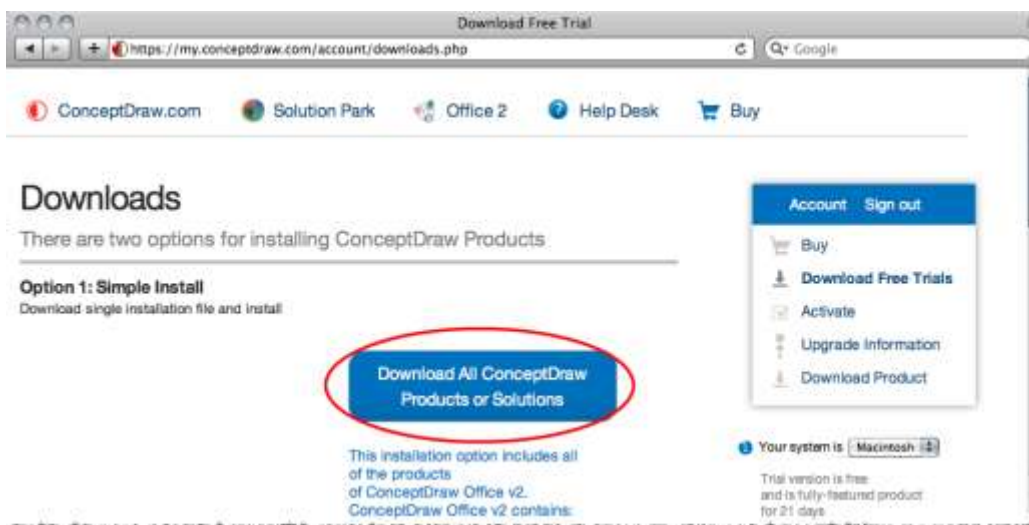 Download Free Trial
https://my.conceptdraw.com/account/downloads.php
Google
ConceptDraw.com
Solution Park
Office 2
Help Desk
Buy
Downloads
There are two options for installing ConceptDraw Products
Option 1: Simple Install
Download single installation file and install
Download All ConceptDraw
Products or Solutions
This installation option includes all
of the products
of ConceptDraw Office v2.
ConceptDraw Office v2 contains:
Account Sign out
Buy
Download Free Trials
Activate
Upgrade Information
Download Product
Your system is Macintosh
Trial version is free
and is fully-featured product
for 21 days